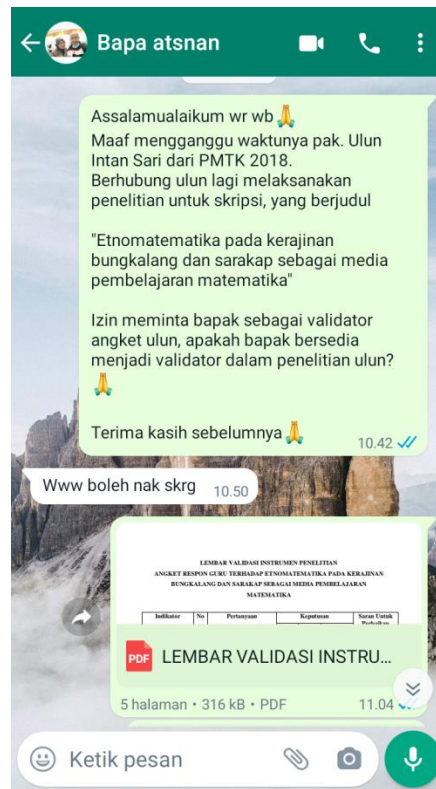 Bapa atsnan
Assalamualaikum wr wb🙏
Maaf mengganggu waktunya pak. Ulun
Intan Sari dari PMTK 2018.
Berhubung ulun lagi melaksanakan
penelitian untuk skripsi, yang berjudul
"Etnomatematika pada kerajinan
bungkalang dan sarakap sebagai media
pembelajaran matematika"
Izin meminta bapak sebagai validator
angket ulun, apakah bapak bersedia
menjadi validator dalam penelitian ulun?
🙏
Terima kasih sebelumnya🙏
10.42
Www boleh nak skrg
10.50
LEMBAR VALIDASI INSTRUMEN PENELITIAN
ANGKET RESPON GURU TERHADAP ETNOMATEMATIKA PADA KERAJINAN
BUNGKALANG DAN SARAKAP SEBAGAI MEDIA PEMBELAJARAN
MATEMATIKA
Indikator No Pertanyaan Keputusan Saran Untuk
Perbaikan
PDF LEMBAR VALIDASI INSTRU...
5 halaman • 316 kB • PDF
11.04
Ketik pesan